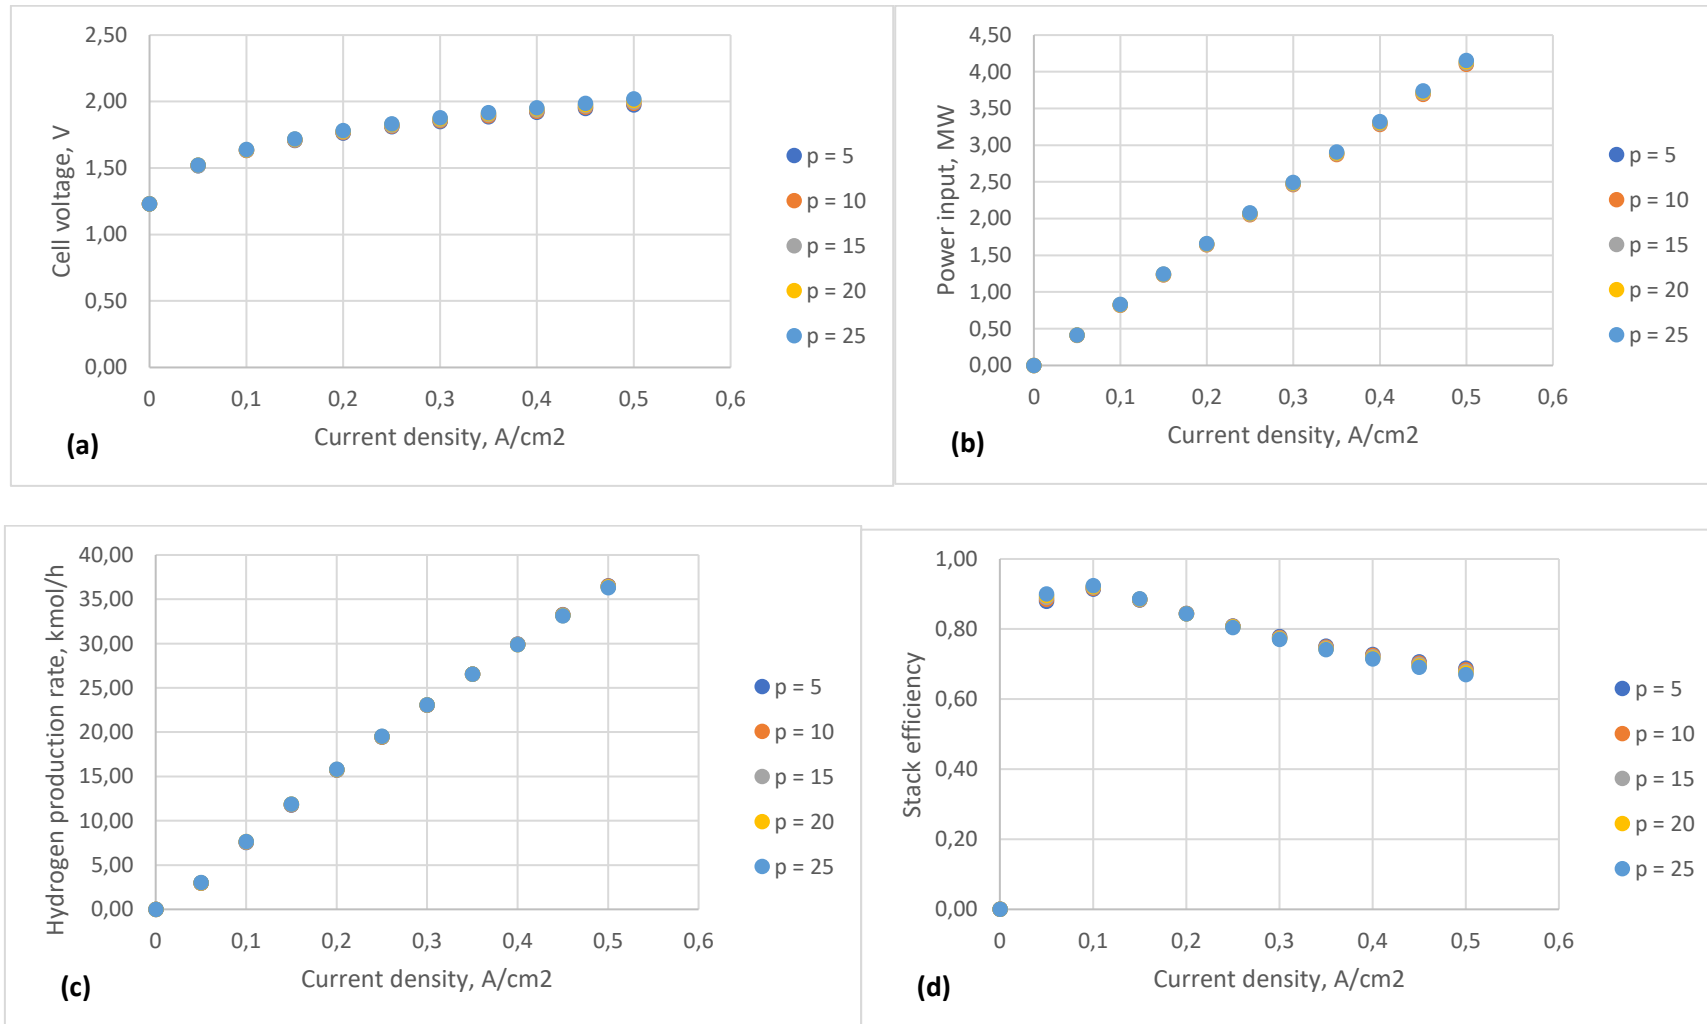 2,50
2,00
1,50
1,00
0,50
0,00
Cell voltage, V
0 0,1 0,2 0,3 0,4 0,5 0,6
Current density, A/cm2
p = 5
p = 10
p = 15
p = 20
p = 25
(a)
4,50
4,00
3,50
3,00
2,50
2,00
1,50
1,00
0,50
0,00
Power input, MW
0 0,1 0,2 0,3 0,4 0,5 0,6
Current density, A/cm2
p = 5
p = 10
p = 15
p = 20
p = 25
(b)
40,00
35,00
30,00
25,00
20,00
15,00
10,00
5,00
0,00
Hydrogen production rate, kmol/h
0 0,1 0,2 0,3 0,4 0,5 0,6
Current density, A/cm2
p = 5
p = 10
p = 15
p = 20
p = 25
(c)
1,00
0,80
0,60
0,40
0,20
0,00
Stack efficiency
0 0,1 0,2 0,3 0,4 0,5 0,6
Current density, A/cm2
p = 5
p = 10
p = 15
p = 20
p = 25
(d)